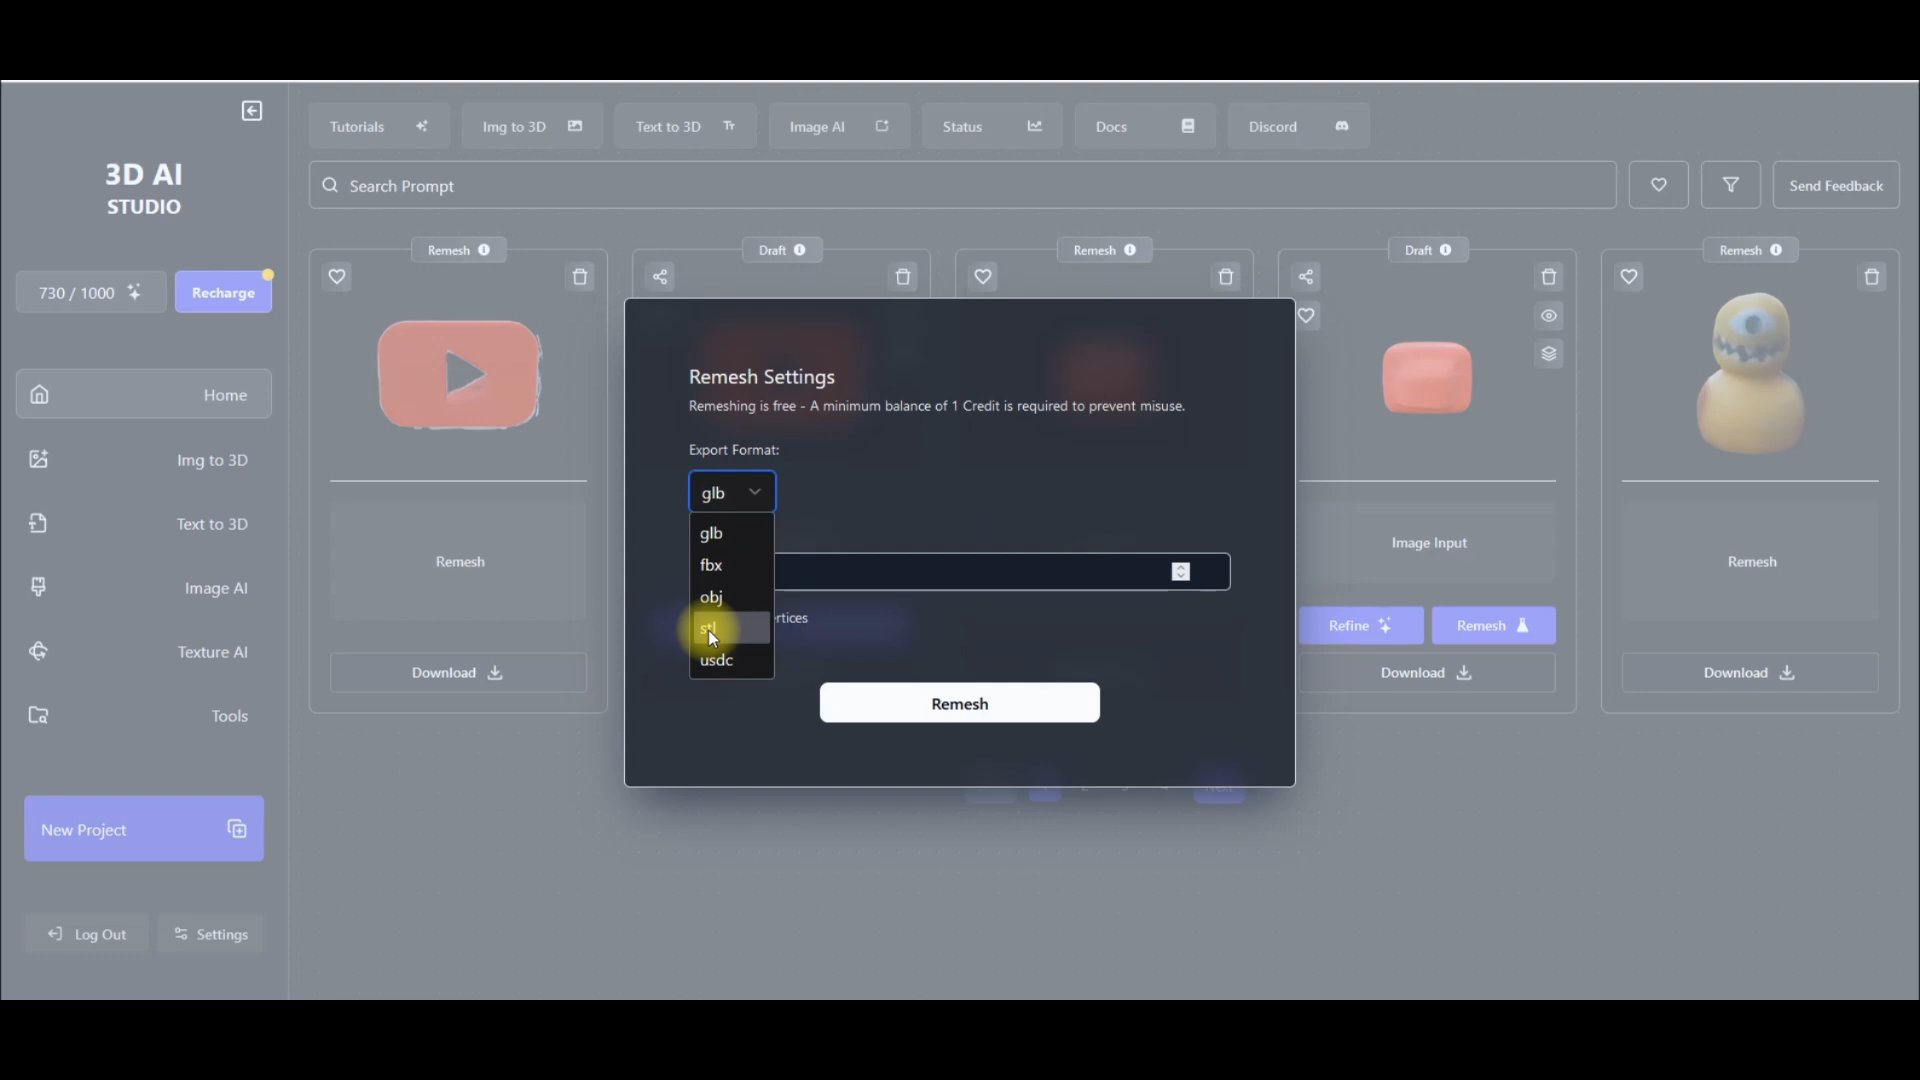 3D AI
STUDIO
730 / 1000
Recharge
Home
Img to 3D
Text to 3D
Image AI
Texture AI
Tools
New Project
Log Out
Settings
Tutorials
Img to 3D
Text to 3D
Image AI
Status
Docs
Discord
Search Prompt
Send Feedback
Remesh
Draft
Remesh
Draft
Remesh
Remesh Settings
Remeshing is free - A minimum balance of 1 Credit is required to prevent misuse.
Export Format:
glb
glb
fbx
obj
stl
usdc
Remesh
Remesh
Download
Image Input
Refine
Remesh
Download
Remesh
Download